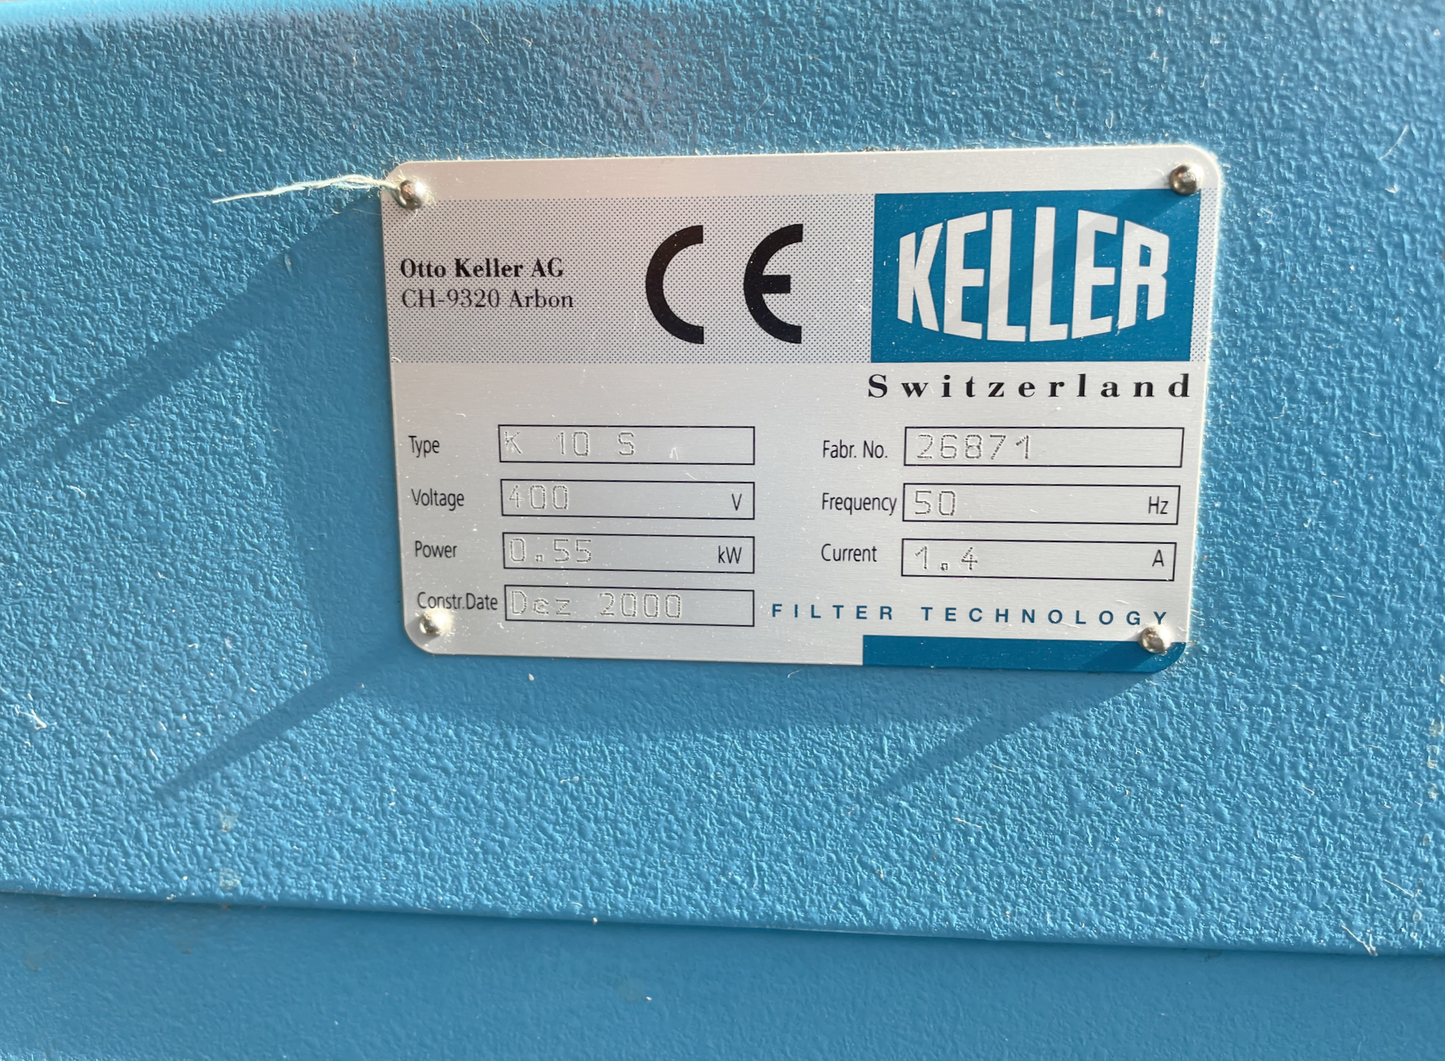 Otto Keller AG
CH-9320 Arbon
CE
KELLER
Switzerland
Type K 10 S
Fabr. No. 26871
Voltage 400 V
Frequency 50 Hz
Power 0.55 kW
Current 1.4 A
Constr.Date Dez 2000
FILTER TECHNOLOGY